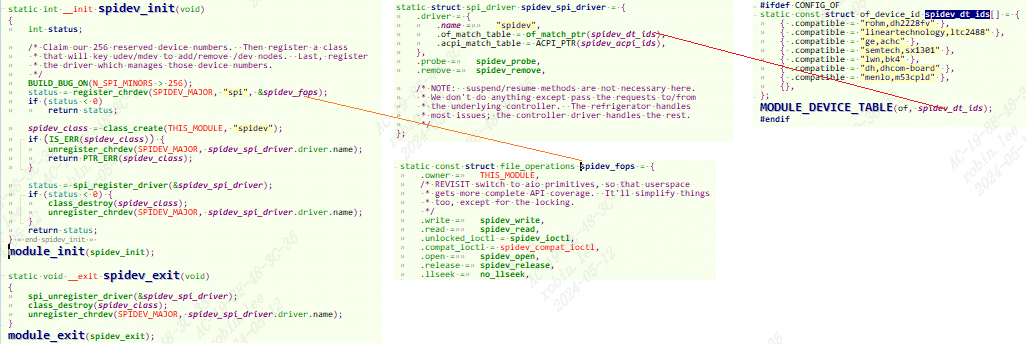 static int __init spidev_init(void)
{
int status;
/* Claim our 256 reserved device numbers. Then register a class
* that will key udev/mdev to add/remove /dev nodes. Last, register
* the driver which manages those device numbers.
*/
BUILD_BUG_ON(N_SPI_MINORS > 256);
status = register_chrdev(SPIDEV_MAJOR, "spi", &spidev_fops);
if (status < 0)
return status;
spidev_class = class_create(THIS_MODULE, "spidev");
if (IS_ERR(spidev_class)) {
unregister_chrdev(SPIDEV_MAJOR, spidev_spi_driver.driver.name);
return PTR_ERR(spidev_class);
}
status = spi_register_driver(&spidev_spi_driver);
if (status < 0) {
class_destroy(spidev_class);
unregister_chrdev(SPIDEV_MAJOR, spidev_spi_driver.driver.name);
}
return status;
} « end spidev_init »
module_init(spidev_init);
static void __exit spidev_exit(void)
{
spi_unregister_driver(&spidev_spi_driver);
class_destroy(spidev_class);
unregister_chrdev(SPIDEV_MAJOR, spidev_spi_driver.driver.name);
}
module_exit(spidev_exit);
static struct spi_driver spidev_spi_driver = {
.driver = {
.name = "spidev",
.of_match_table = of_match_ptr(spidev_dt_ids),
.acpi_match_table = ACPI_PTR(spidev_acpi_ids),
},
.probe = spidev_probe,
.remove = spidev_remove,
/* NOTE: suspend/resume methods are not necessary here.
* We don't do anything except pass the requests to/from
* the underlying controller. The refrigerator handles
* most issues; the controller driver handles the rest.
*/
};
static const struct file_operations spidev_fops = {
.owner = THIS_MODULE,
/* REVISIT switch to aio primitives, so that userspace
* gets more complete API coverage. It'll simplify things
* too, except for the locking.
*/
.write = spidev_write,
.read = spidev_read,
.unlocked_ioctl = spidev_ioctl,
.compat_ioctl = spidev_compat_ioctl,
.open = spidev_open,
.release = spidev_release,
.llseek = no_llseek,
#ifdef CONFIG_OF
static const struct of_device_id spidev_dt_ids[] = {
{ .compatible = "rohm,dh2228fv" },
{ .compatible = "lineartechnology,ltc2488" },
{ .compatible = "ge,achc" },
{ .compatible = "semtech,sx1301" },
{ .compatible = "lwn,bk4" },
{ .compatible = "dh,dhcom-board" },
{ .compatible = "menlo,m53cpld" },
{},
};
MODULE_DEVICE_TABLE(of, spidev_dt_ids);
#endif